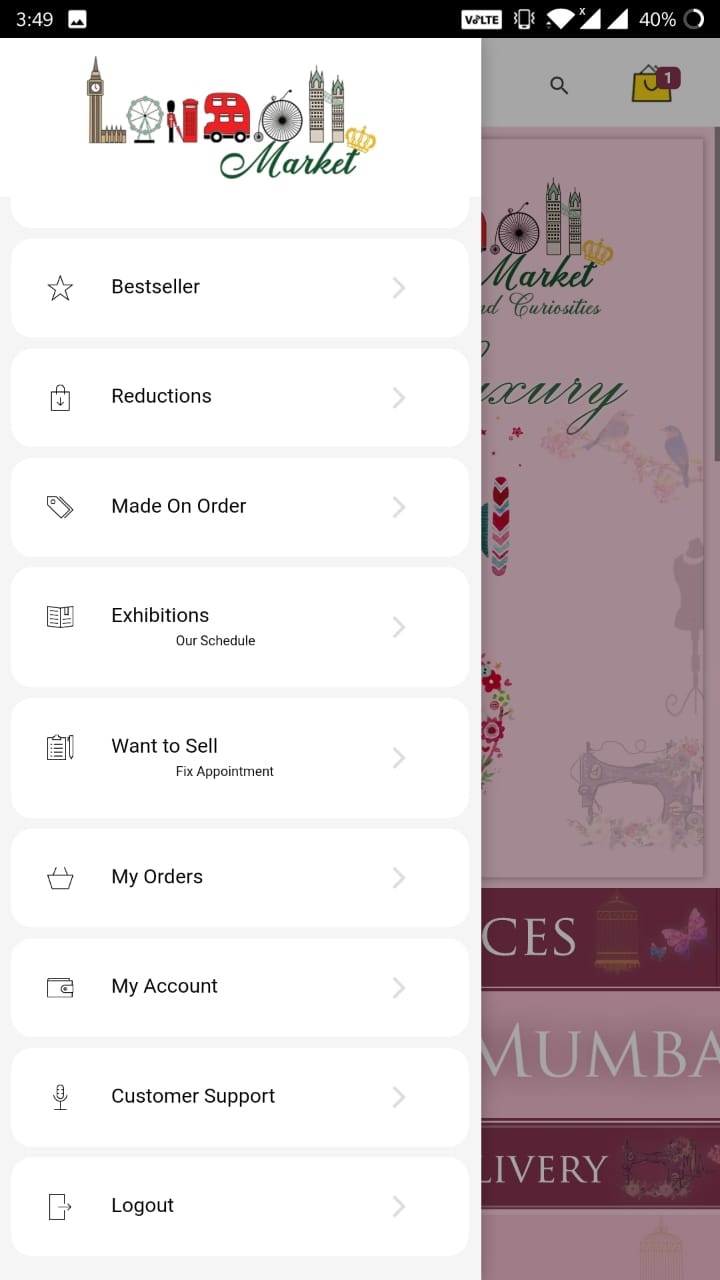 3:49
VoLTE
x
40%
LONDON
Market
1
Bestseller
Reductions
Made On Order
Exhibitions
Our Schedule
Want to Sell
Fix Appointment
My Orders
My Account
Customer Support
Logout
Market
nd Curiosities
uxury
CES
MUMBA
LIVERY